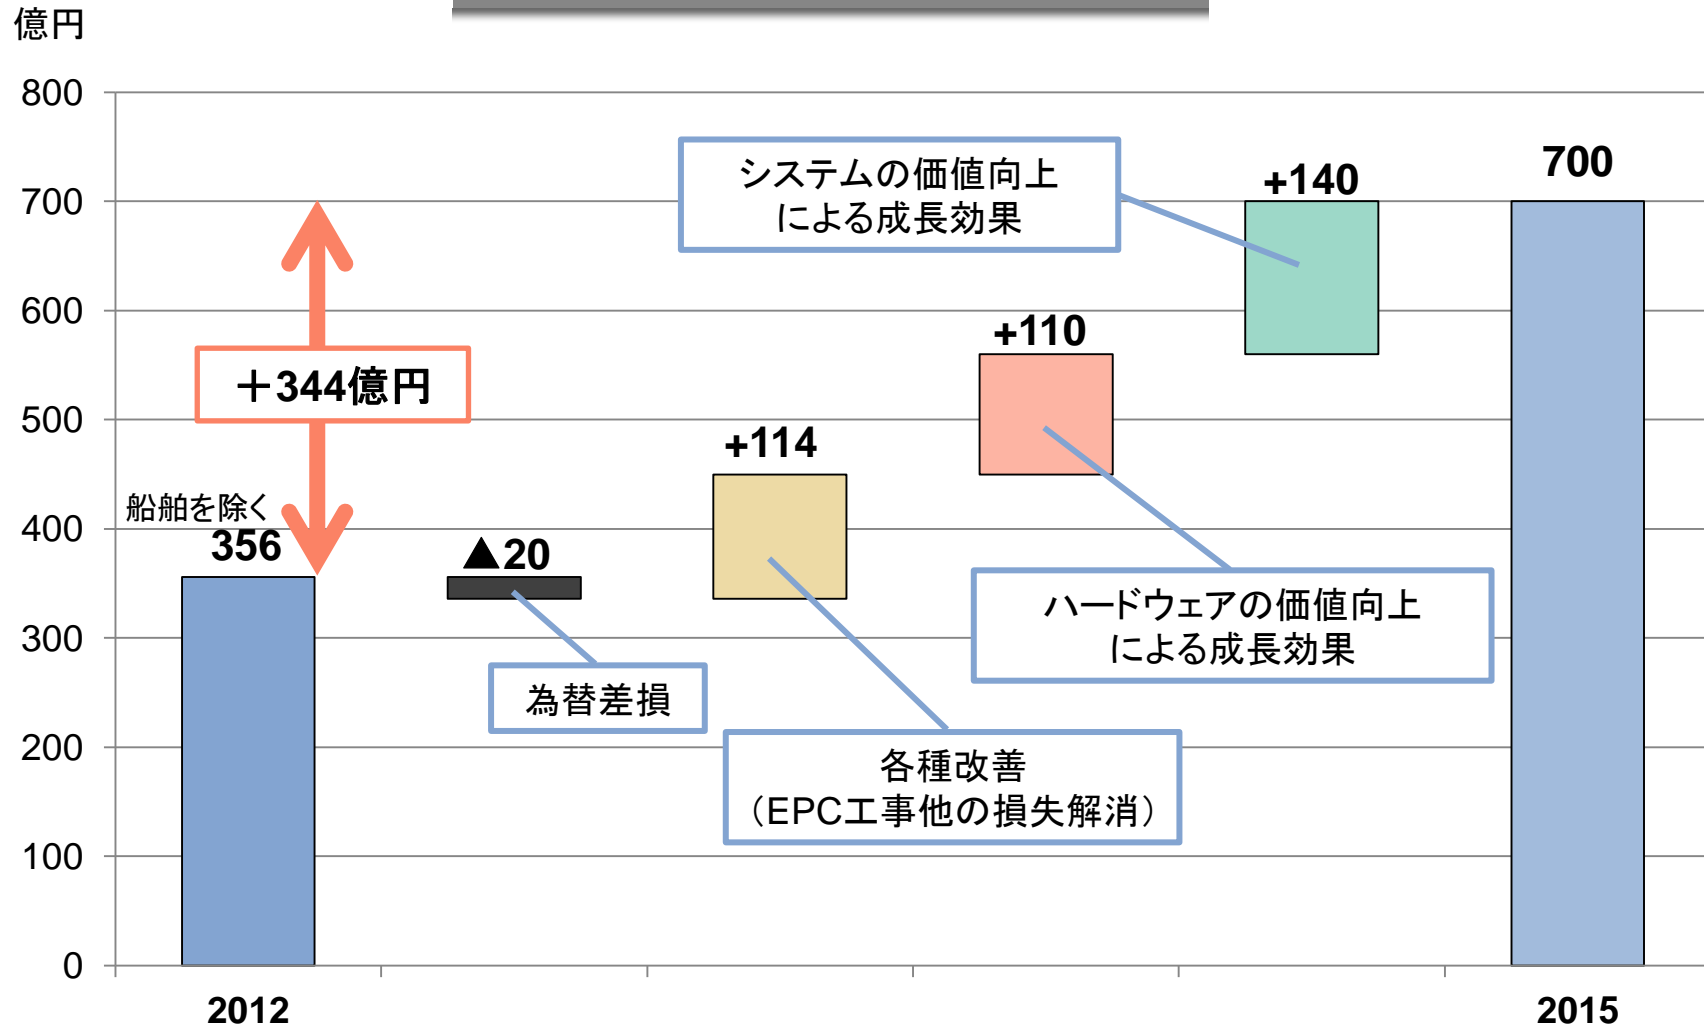 億円
800
700
600
500
400
300
200
100
0
システムの価値向上
による成長効果
+140
700
+110
+114
＋344億円
船舶を除く
356
▲20
ハードウェアの価値向上
による成長効果
為替差損
各種改善
（EPC工事他の損失解消）
2012
2015